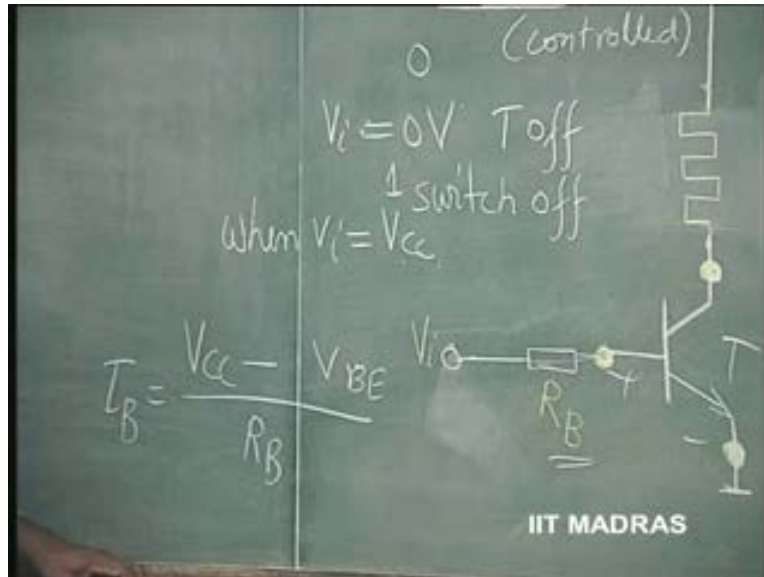 (controlled)
0
Vi = 0V T off
1 switch off
when Vi = Vcc
IB = VCC - VBE
RB
Vi
RB
+
T
-
IIT MADRAS